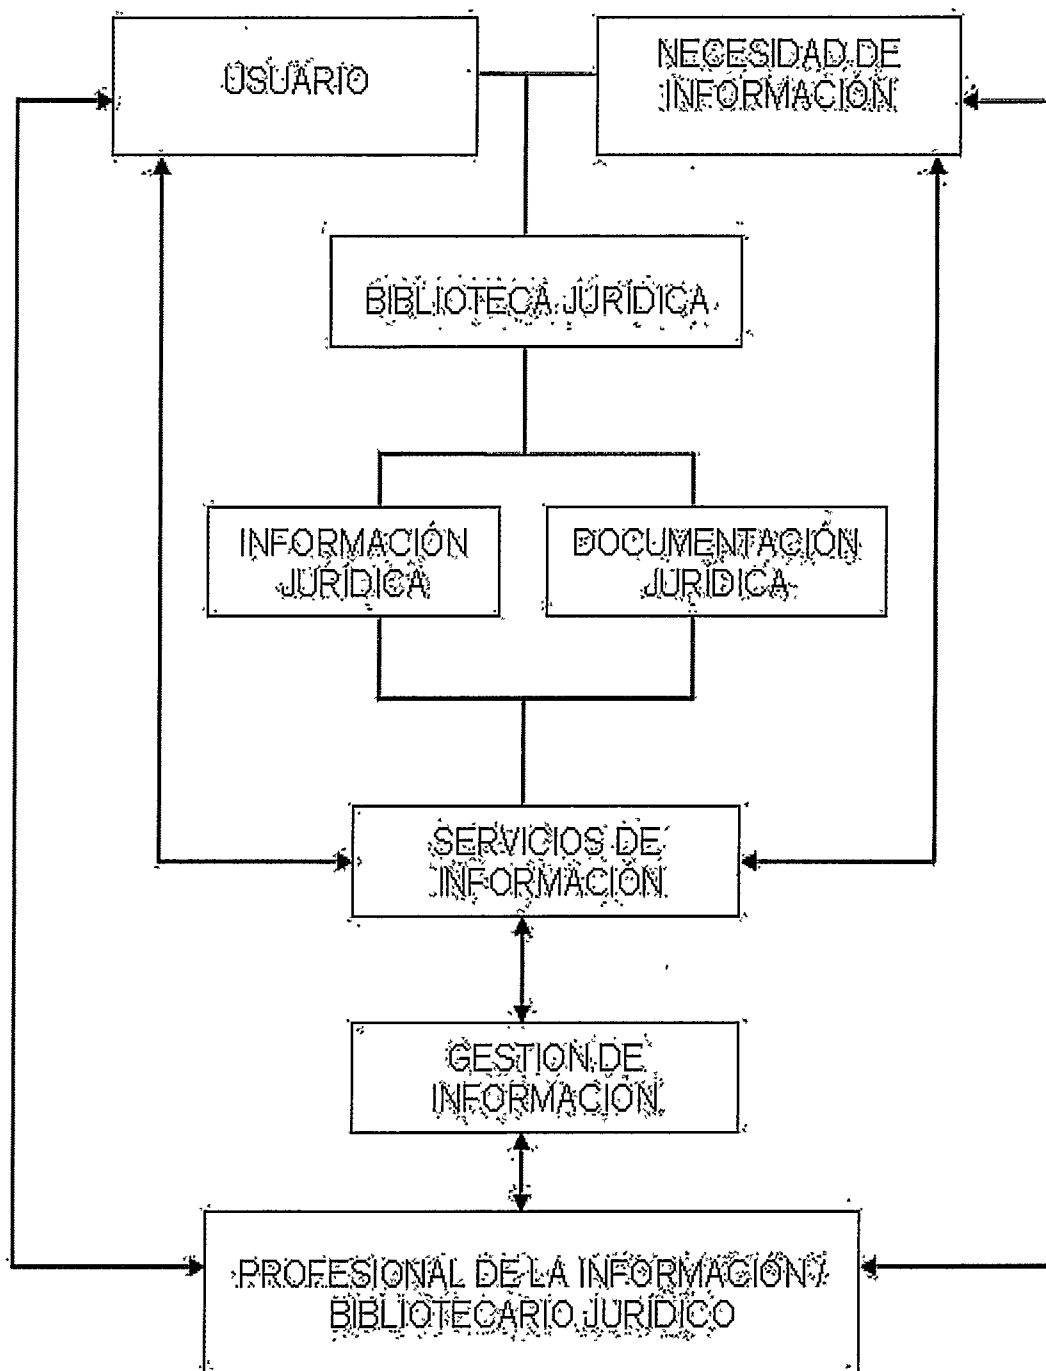 USUARIO
NECESIDAD DE
INFORMACIÓN
BIBLIOTECA JURÍDICA
INFORMACIÓN
JURÍDICA
DOCUMENTACIÓN
JURÍDICA
SERVICIOS DE
INFORMACIÓN
GESTION DE
INFORMACION
PROFESIONAL DE LA INFORMACIÓN /
BIBLIOTECARIO JURÍDICO